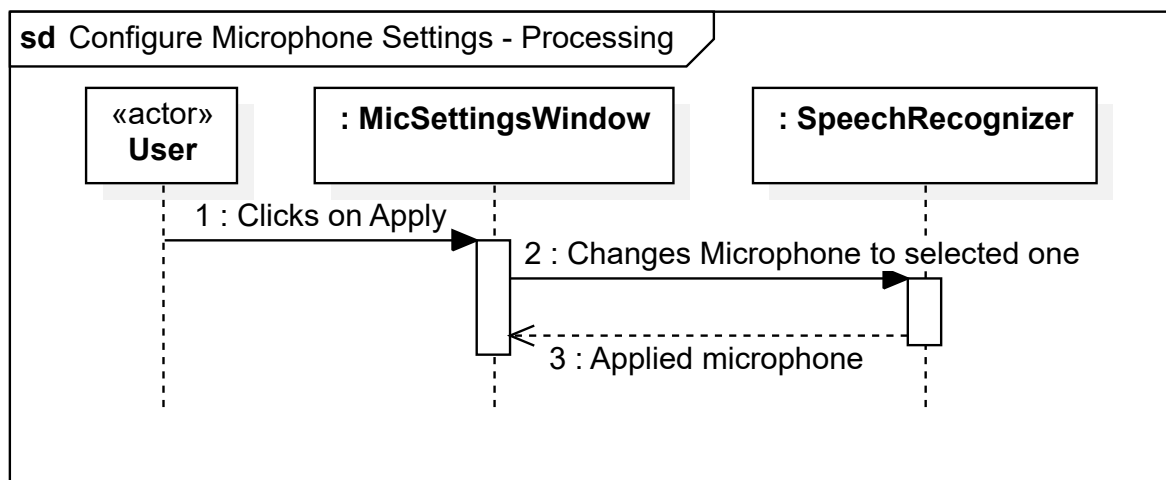 sd Configure Microphone Settings - Processing
«actor»
User
: MicSettingsWindow
: SpeechRecognizer
1 : Clicks on Apply
2 : Changes Microphone to selected one
3 : Applied microphone